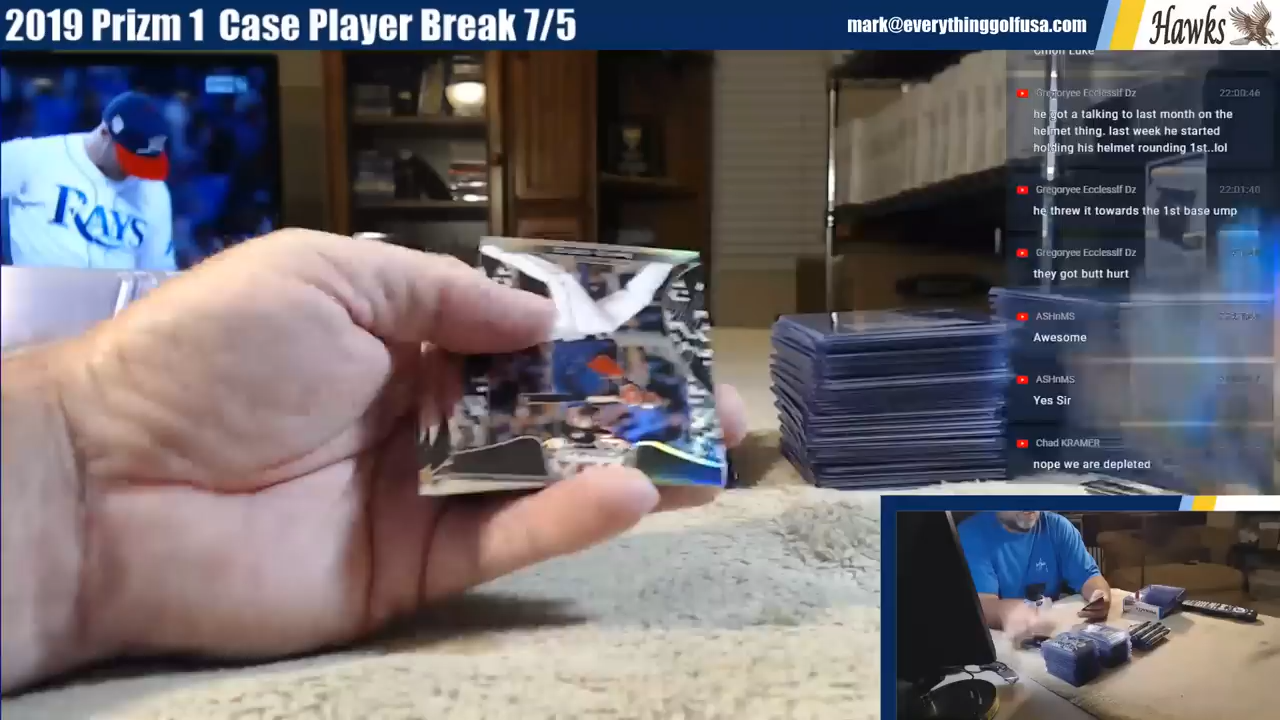 2019 Prizm 1 Case Player Break 7/5
mark@everythinggolfusa.com
Hawks
RAYS
Cmon Luke
Gregoryee Ecclessif Dz 22:00:46
he got a talking to last month on the
helmet thing. last week he started
holding his helmet rounding 1st..lol
Gregoryee Ecclessif Dz 22:01:46
he threw it towards the 1st base ump
Gregoryee Ecclessif Dz
they got butt hurt
ASHnMS
Awesome
ASHnMS
Yes Sir
Chad KRAMER
nope we are depleted